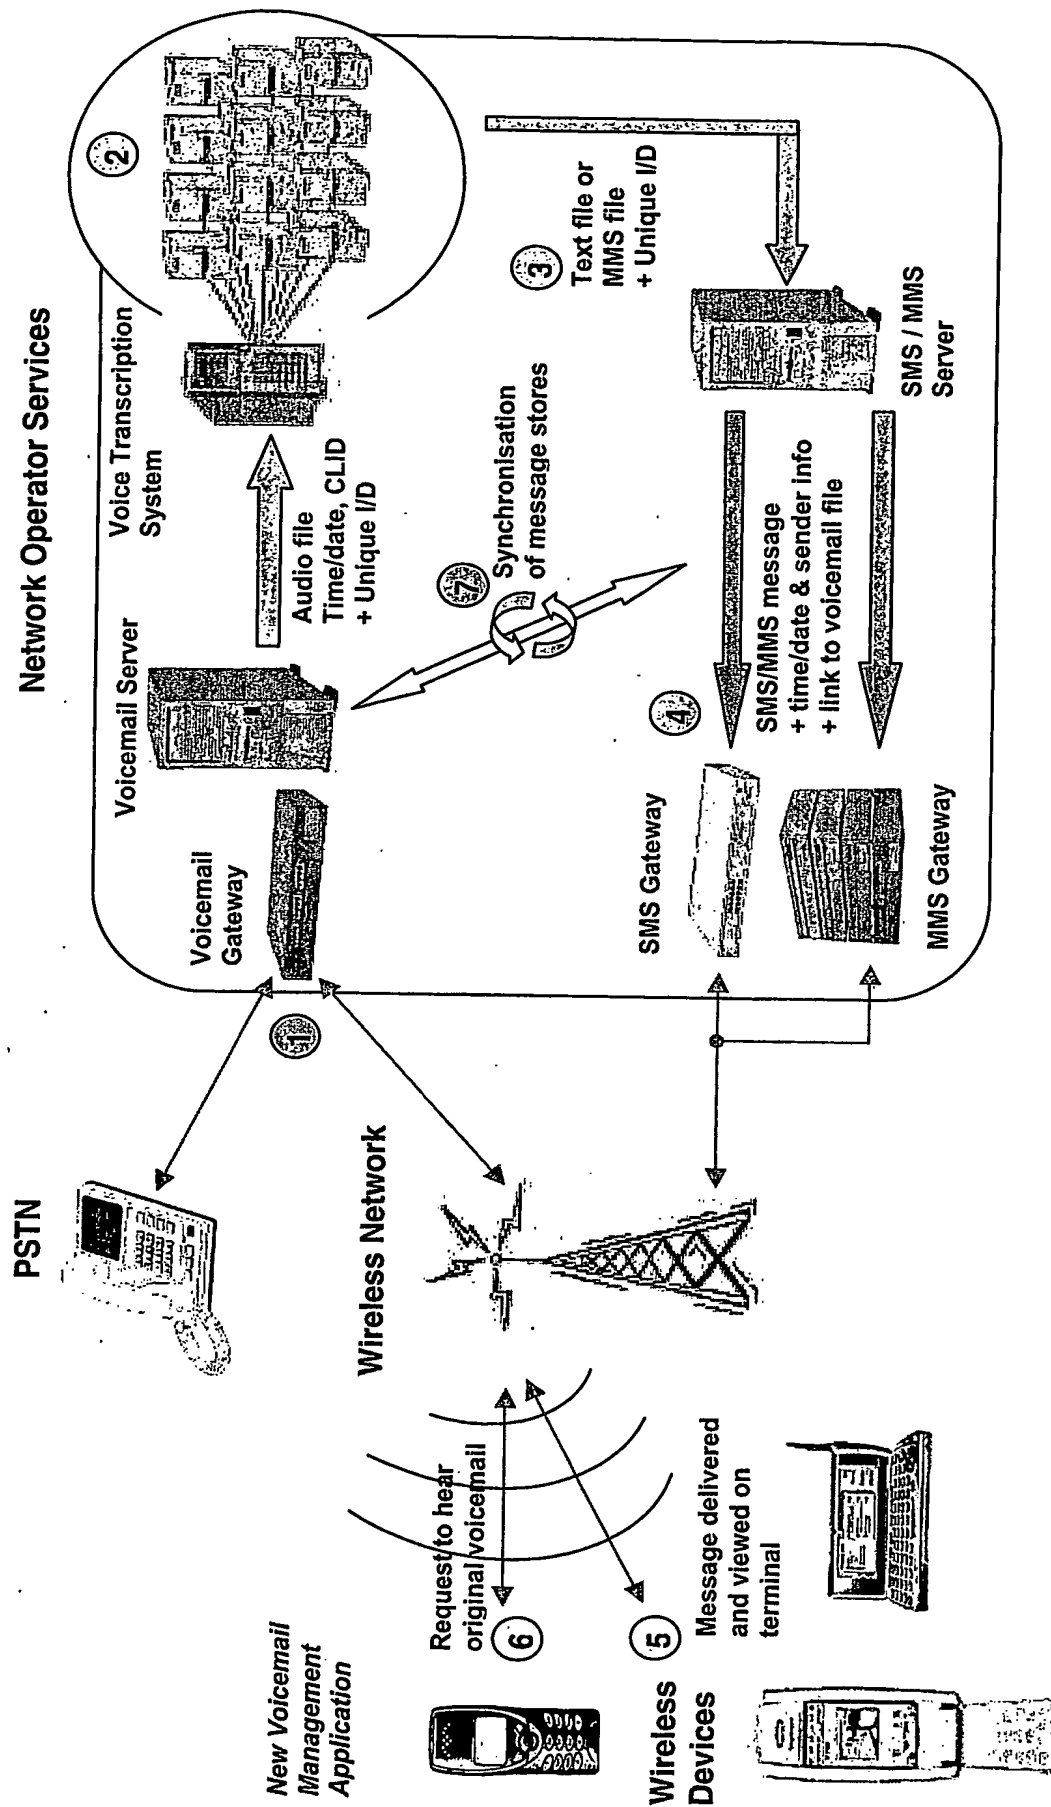 Network Operator Services
PSTN
Voicemail
Gateway
Voicemail Server
Voice Transcription
System
2
1
Audio file
Time/date, CLID
+ Unique I/D
New Voicemail
Management
Application
Wireless Network
7
Synchronisation
of message stores
3
Text file or
MMS file
+ Unique I/D
Request to hear
original voicemail
6
5
Message delivered
and viewed on
terminal
Wireless
Devices
SMS Gateway
4
SMS/MMS message
+ time/date & sender info
+ link to voicemail file
MMS Gateway
SMS / MMS
Server